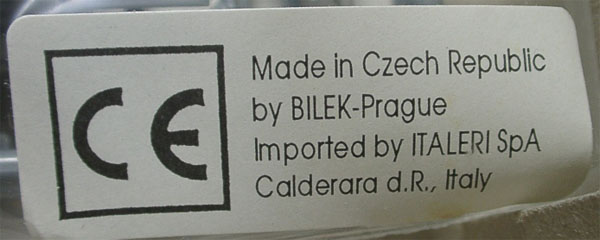 CE
Made in Czech Republic
by BILEK-Prague
Imported by ITALERI SpA
Calderara d.R., Italy